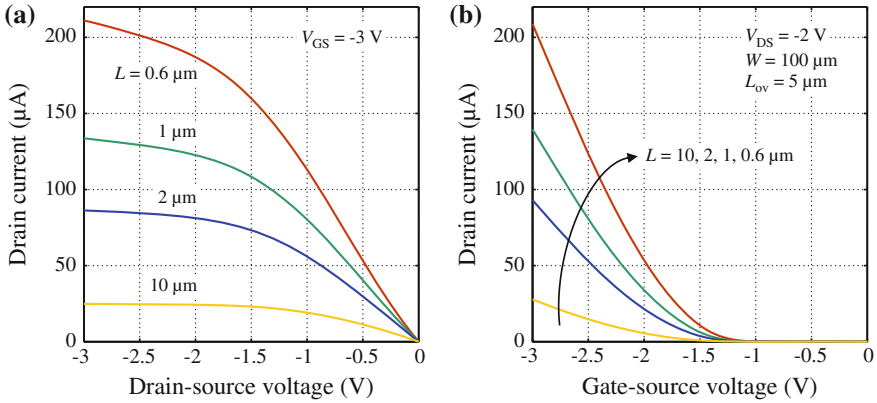 (a)
200
150
100
50
0
Drain current (µA)
V_GS = -3 V
L = 0.6 µm
1 µm
2 µm
10 µm
-3 -2.5 -2 -1.5 -1 -0.5 0
Drain-source voltage (V)
(b)
200
150
100
50
0
Drain current (µA)
V_DS = -2 V
W = 100 µm
L_ov = 5 µm
L = 10, 2, 1, 0.6 µm
-3 -2.5 -2 -1.5 -1 -0.5 0
Gate-source voltage (V)